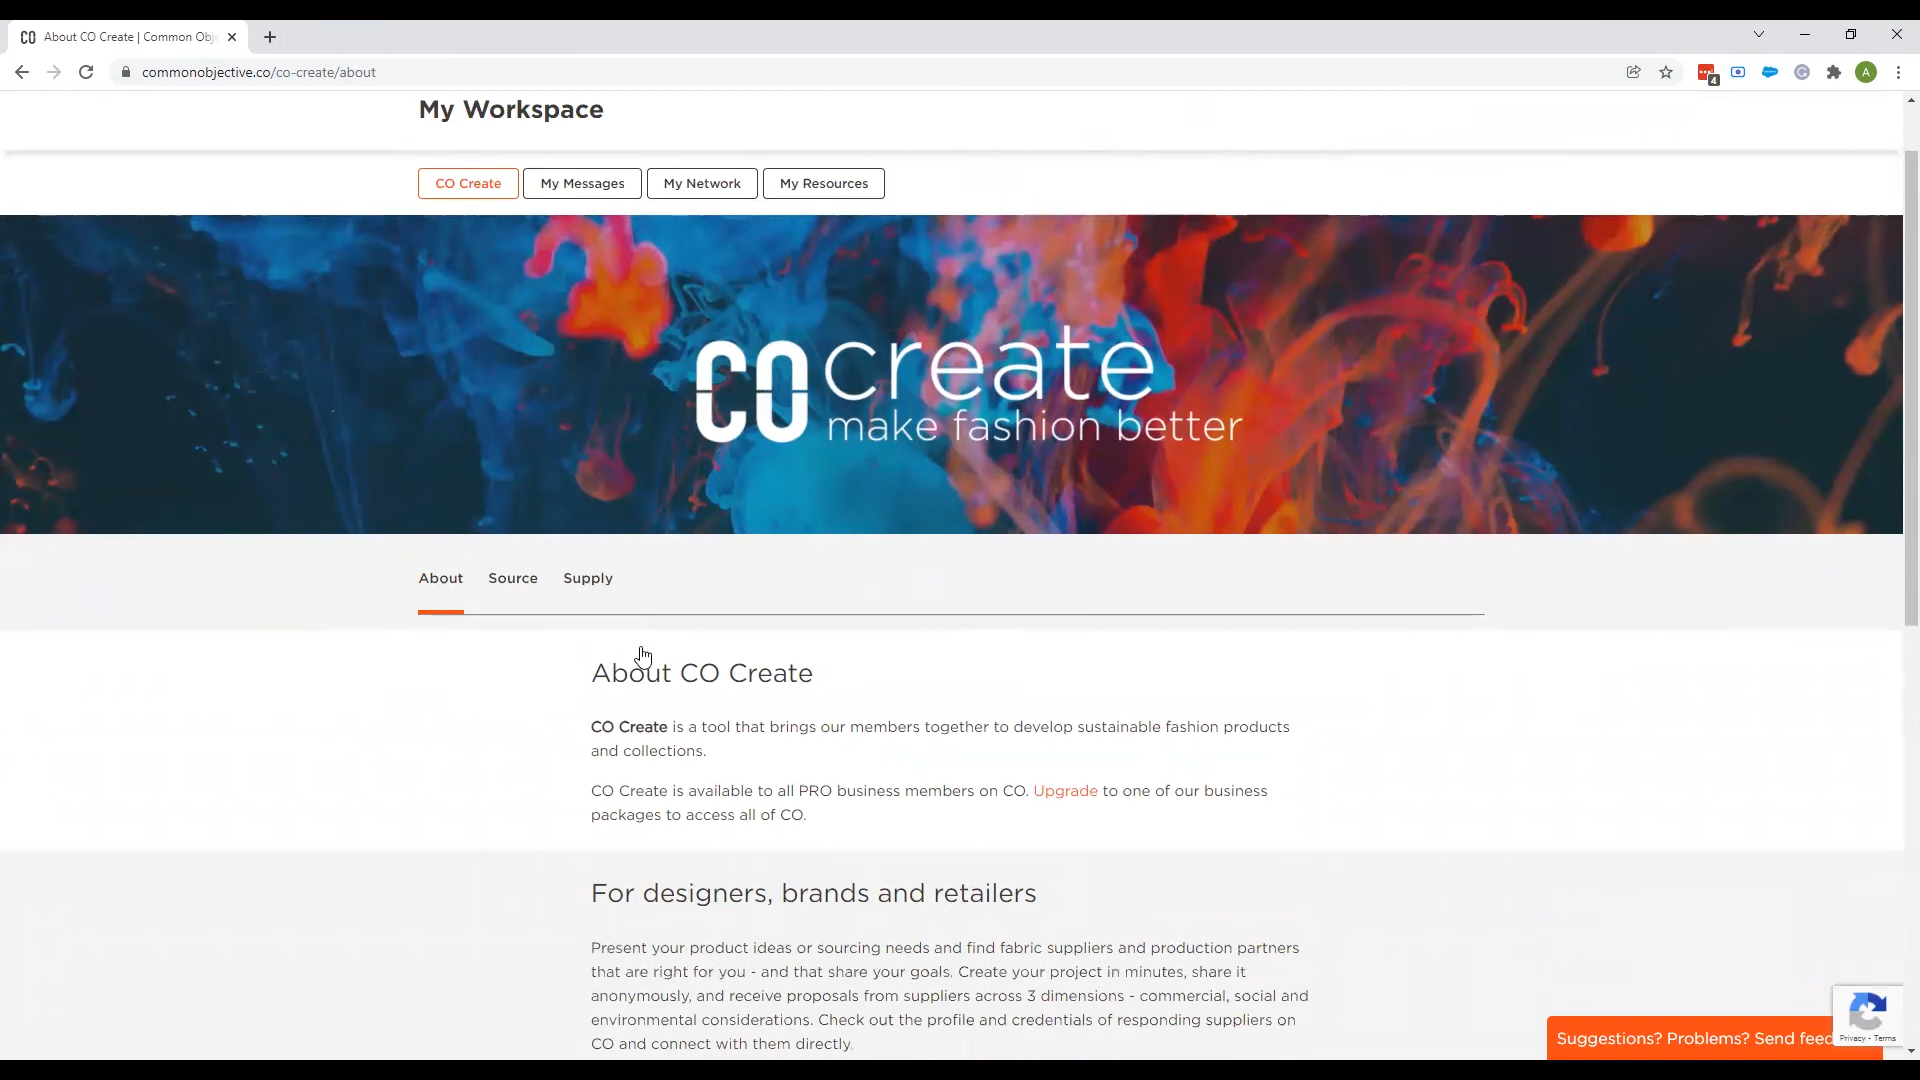 CO About CO Create | Common Obj
commonobjective.co/co-create/about
4
A
My Workspace
CO Create My Messages My Network My Resources
CO create
make fashion better
About Source Supply
About CO Create
CO Create is a tool that brings our members together to develop sustainable fashion products
and collections.
CO Create is available to all PRO business members on CO. Upgrade to one of our business
packages to access all of CO.
For designers, brands and retailers
Present your product ideas or sourcing needs and find fabric suppliers and production partners
that are right for you - and that share your goals. Create your project in minutes, share it
anonymously, and receive proposals from suppliers across 3 dimensions - commercial, social and
environmental considerations. Check out the profile and credentials of responding suppliers on
CO and connect with them directly.
Suggestions? Problems? Send feed
Privacy - Terms